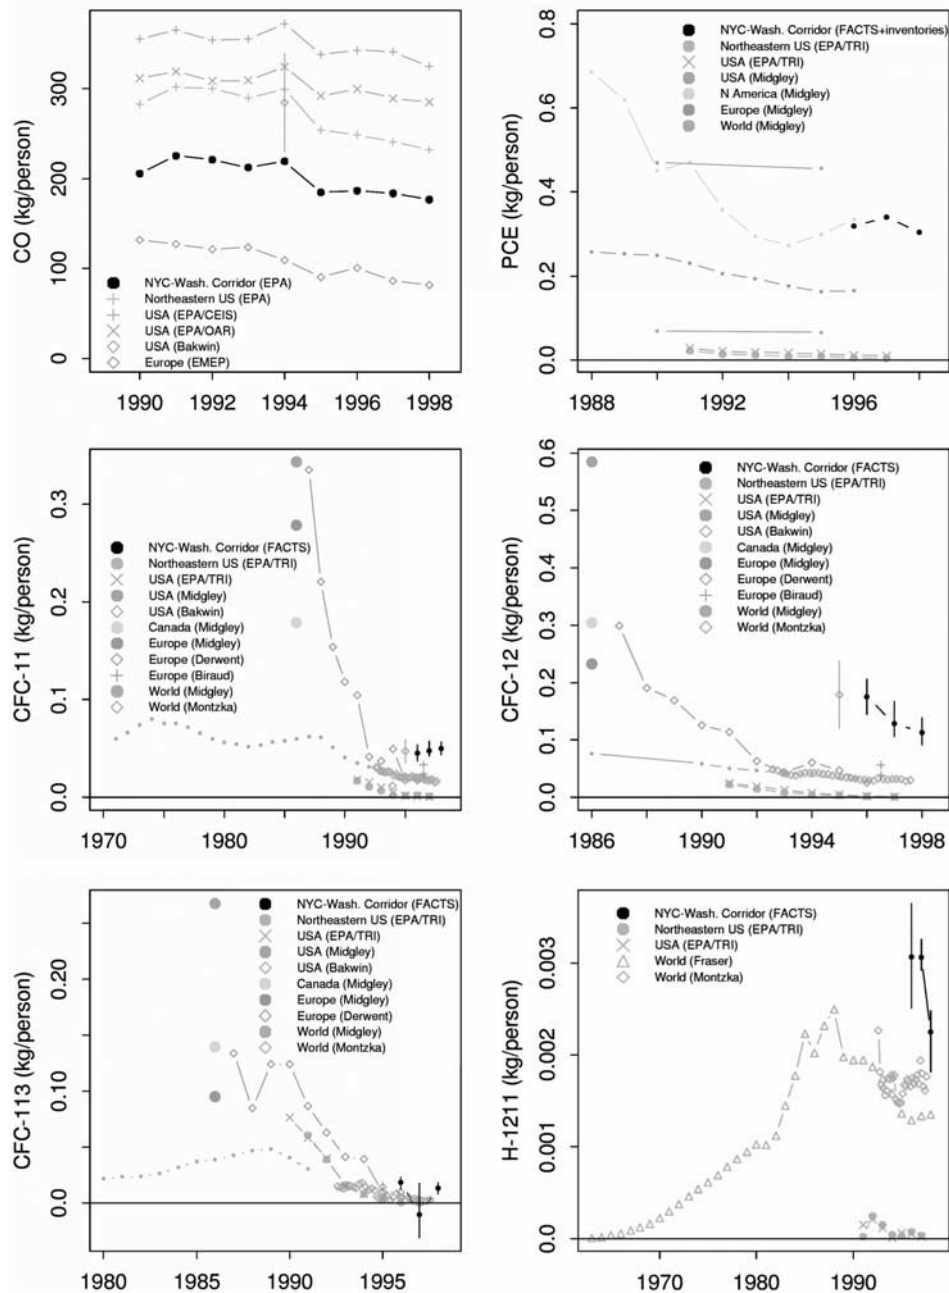 CO (kg/person)
0 100 200 300
1990 1992 1994 1996 1998
NYC-Wash. Corridor (EPA)
Northeastern US (EPA)
USA (EPA/CEIS)
USA (EPA/OAR)
USA (Bakwin)
Europe (EMEP)
PCE (kg/person)
0.0 0.2 0.4 0.6 0.8
1988 1992 1996
NYC-Wash. Corridor (FACTS+inventories)
Northeastern US (EPA/TRI)
USA (EPA/TRI)
USA (Midgley)
N America (Midgley)
Europe (Midgley)
World (Midgley)
CFC-11 (kg/person)
0.0 0.1 0.2 0.3
1970 1980 1990
NYC-Wash. Corridor (FACTS)
Northeastern US (EPA/TRI)
USA (EPA/TRI)
USA (Midgley)
USA (Bakwin)
Canada (Midgley)
Europe (Midgley)
Europe (Derwent)
Europe (Biraud)
World (Midgley)
World (Montzka)
CFC-12 (kg/person)
0.0 0.1 0.2 0.3 0.4 0.5 0.6
1986 1990 1994 1998
NYC-Wash. Corridor (FACTS)
Northeastern US (EPA/TRI)
USA (EPA/TRI)
USA (Midgley)
USA (Bakwin)
Canada (Midgley)
Europe (Midgley)
Europe (Derwent)
Europe (Biraud)
World (Midgley)
World (Montzka)
CFC-113 (kg/person)
0.0 0.10 0.20
1980 1985 1990 1995
NYC-Wash. Corridor (FACTS)
Northeastern US (EPA/TRI)
USA (EPA/TRI)
USA (Midgley)
USA (Bakwin)
Canada (Midgley)
Europe (Midgley)
Europe (Derwent)
World (Midgley)
World (Montzka)
H-1211 (kg/person)
0.0 0.001 0.002 0.003
1970 1980 1990
NYC-Wash. Corridor (FACTS)
Northeastern US (EPA/TRI)
USA (EPA/TRI)
World (Fraser)
World (Montzka)